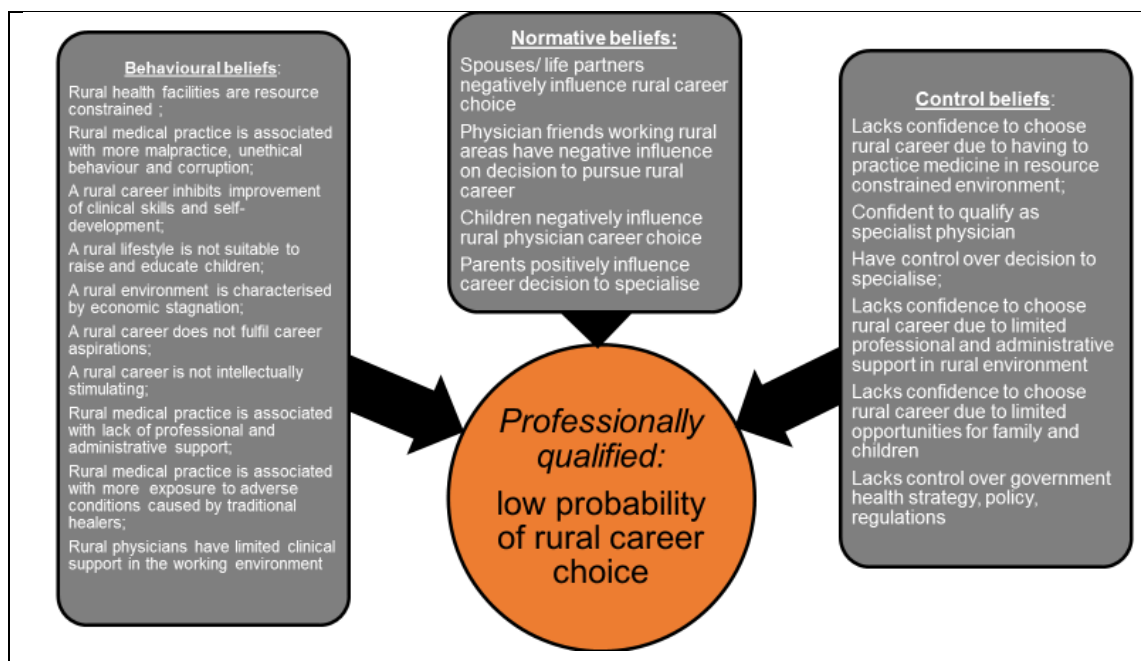 Behavioural beliefs:
Rural health facilities are resource
constrained ;
Rural medical practice is associated
with more malpractice, unethical
behaviour and corruption;
A rural career inhibits improvement
of clinical skills and self-
development;
A rural lifestyle is not suitable to
raise and educate children;
A rural environment is characterised
by economic stagnation;
A rural career does not fulfil career
aspirations;
A rural career is not intellectually
stimulating;
Rural medical practice is associated
with lack of professional and
administrative support;
Rural medical practice is associated
with more exposure to adverse
conditions caused by traditional
healers;
Rural physicians have limited clinical
support in the working environment
Normative beliefs:
Spouses/ life partners
negatively influence rural career
choice
Physician friends working rural
areas have negative influence
on decision to pursue rural
career
Children negatively influence
rural physician career choice
Parents positively influence
career decision to specialise
Control beliefs:
Lacks confidence to choose
rural career due to having to
practice medicine in resource
constrained environment;
Confident to qualify as
specialist physician
Have control over decision to
specialise;
Lacks confidence to choose
rural career due to limited
professional and administrative
support in rural environment
Lacks confidence to choose
rural career due to limited
opportunities for family and
children
Lacks control over government
health strategy, policy,
regulations
Professionally
qualified:
low probability
of rural career
choice